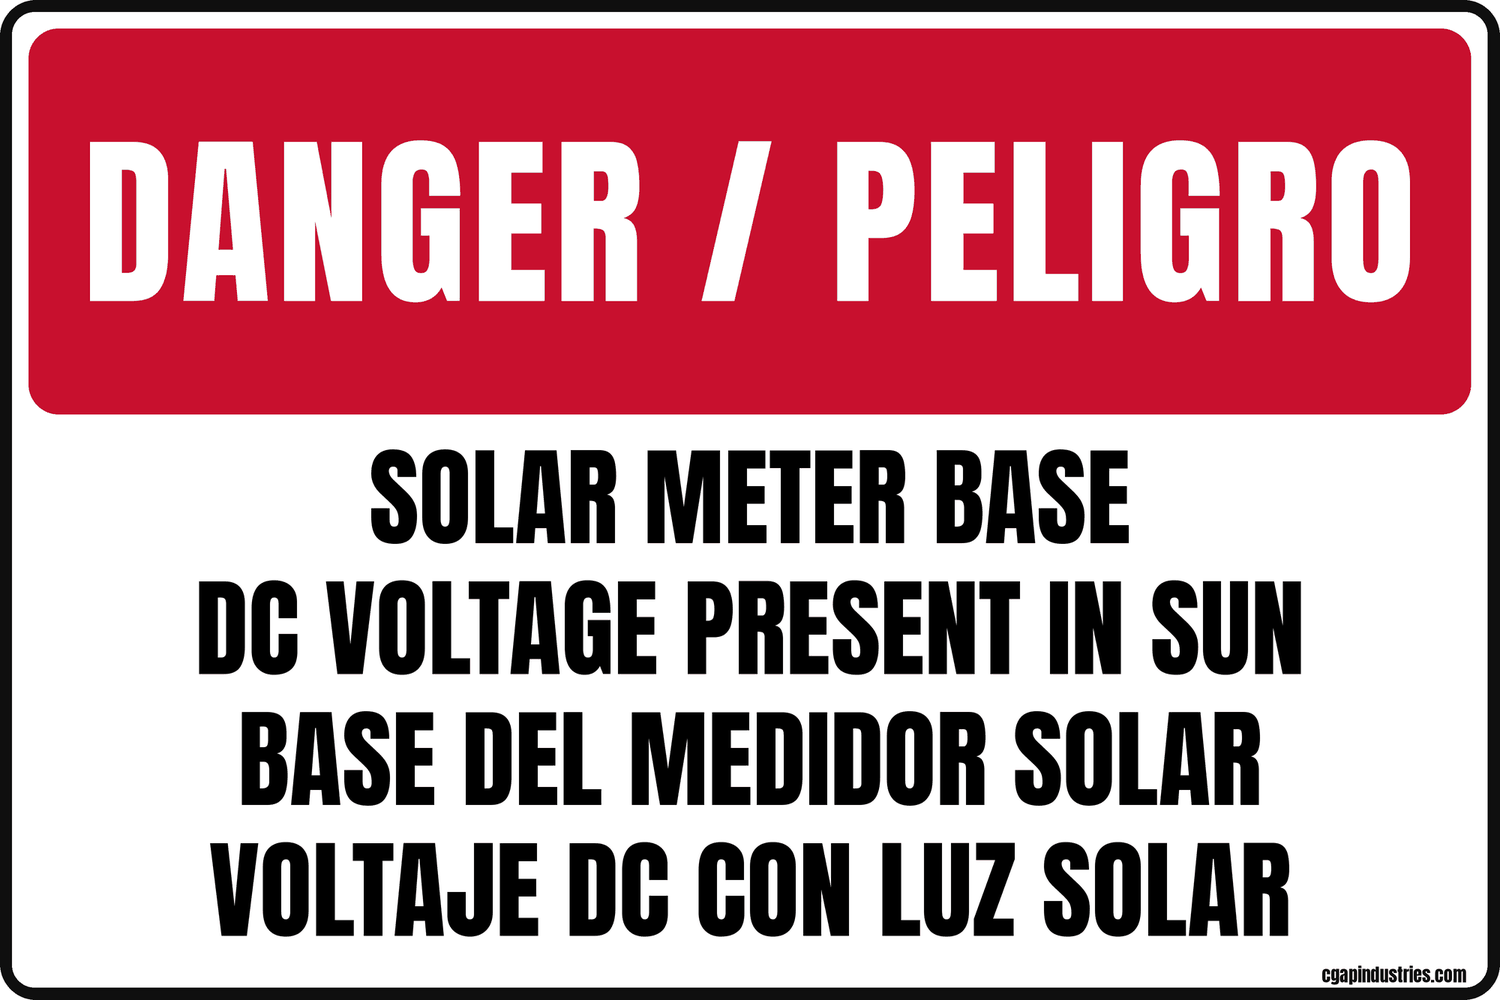 DANGER / PELIGRO
SOLAR METER BASE
DC VOLTAGE PRESENT IN SUN
BASE DEL MEDIDOR SOLAR
VOLTAJE DC CON LUZ SOLAR
cgapindustries.com